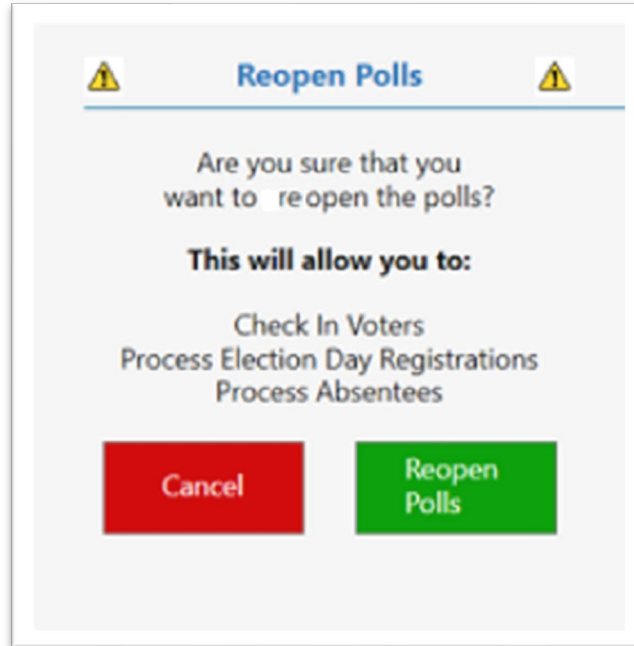 Reopen Polls
Are you sure that you
want to reopen the polls?
This will allow you to:
Check In Voters
Process Election Day Registrations
Process Absentees
Cancel
Reopen
Polls